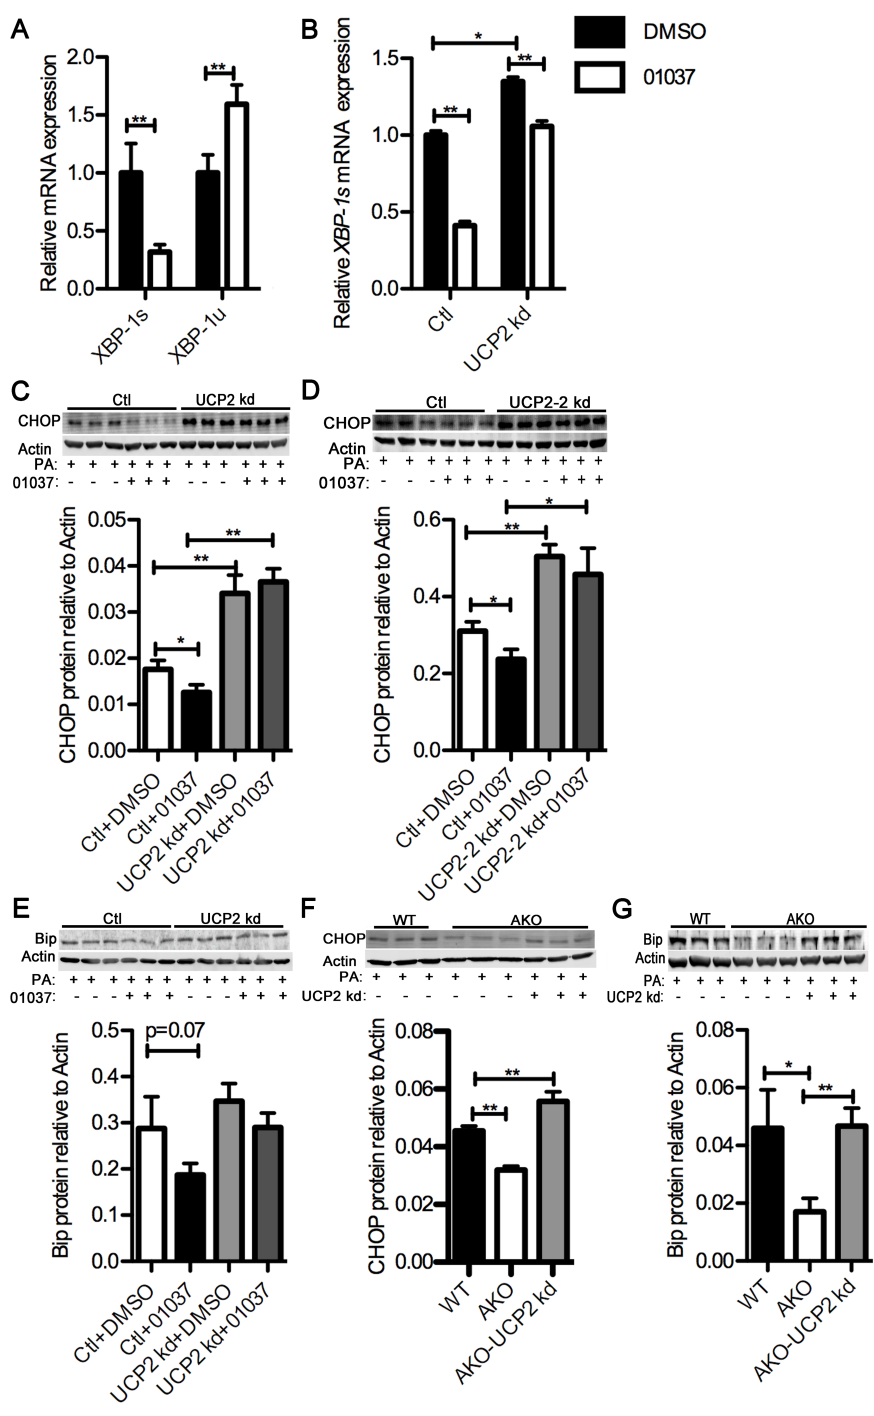 A
Relative mRNA expression
2.0
1.5
1.0
0.5
0.0
**
**
XBP-1s
XBP-1u
B
Relative XBP-1s mRNA expression
1.5
1.0
0.5
0.0
*
**
**
Ctl
UCP2 kd
DMSO
01037
C
Ctl
UCP2 kd
CHOP
Actin
PA: + + + + + + + + + + + +
01037: - - - + + + - - - + + +
CHOP protein relative to Actin
0.05
0.04
0.03
0.02
0.01
0.00
**
**
*
Ctl+DMSO
Ctl+01037
UCP2 kd+DMSO
UCP2 kd+01037
D
Ctl
UCP2-2 kd
CHOP
Actin
PA: + + + + + + + + + + + +
01037: - - - + + + - - - + + +
CHOP protein relative to Actin
0.6
0.4
0.2
0.0
*
**
*
Ctl+DMSO
Ctl+01037
UCP2-2 kd+DMSO
UCP2-2 kd+01037
E
Ctl
UCP2 kd
Bip
Actin
PA: + + + + + + + + + + + +
01037: - - - + + + - - - + + +
Bip protein relative to Actin
0.5
0.4
0.3
0.2
0.1
0.0
p=0.07
Ctl+DMSO
Ctl+01037
UCP2 kd+DMSO
UCP2 kd+01037
F
WT
AKO
CHOP
Actin
PA: + + + + + + + + +
UCP2 kd: - - - - - - + + +
CHOP protein relative to Actin
0.08
0.06
0.04
0.02
0.00
**
**
WT
AKO
AKO-UCP2 kd
G
WT
AKO
Bip
Actin
PA: + + + + + + + + +
UCP2 kd: - - - - - - + + +
Bip protein relative to Actin
0.08
0.06
0.04
0.02
0.00
*
**
WT
AKO
AKO-UCP2 kd